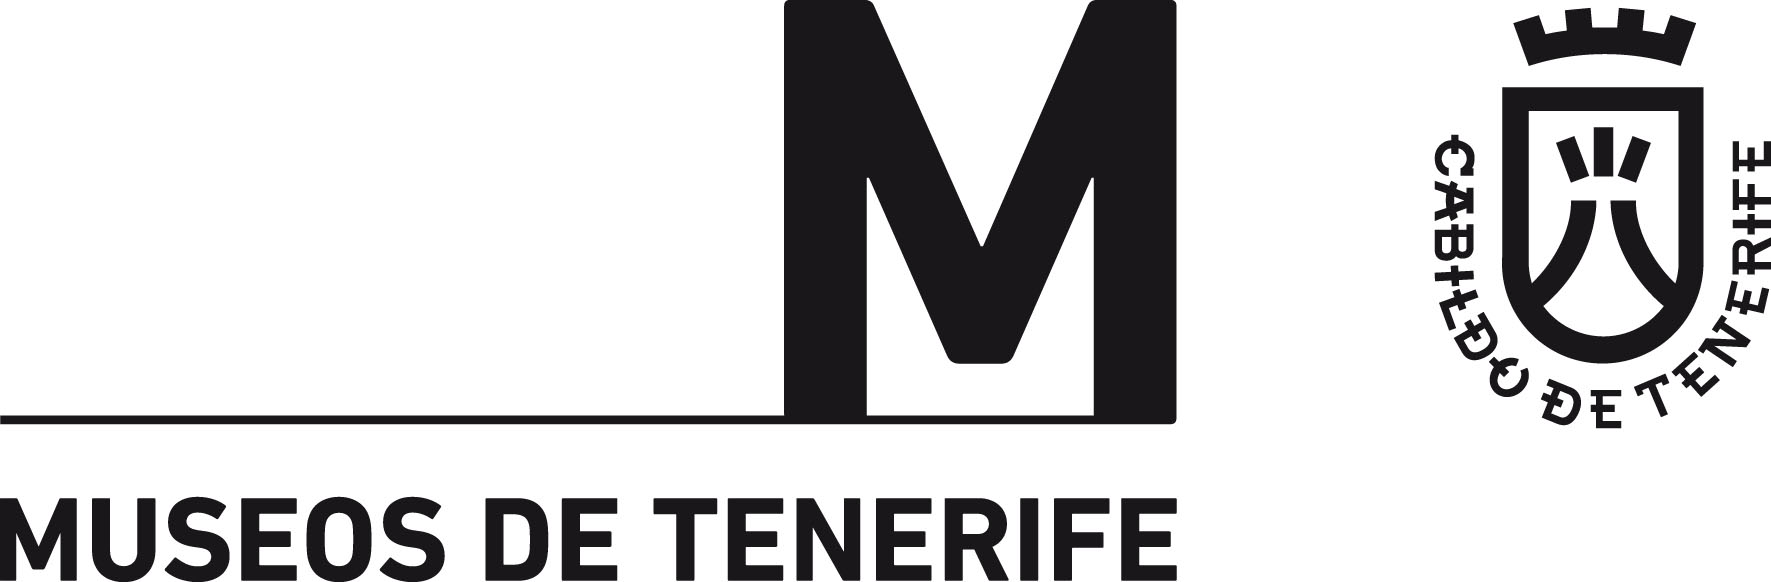 M
MUSEOS DE TENERIFE
CABILDO DE TENERIFE